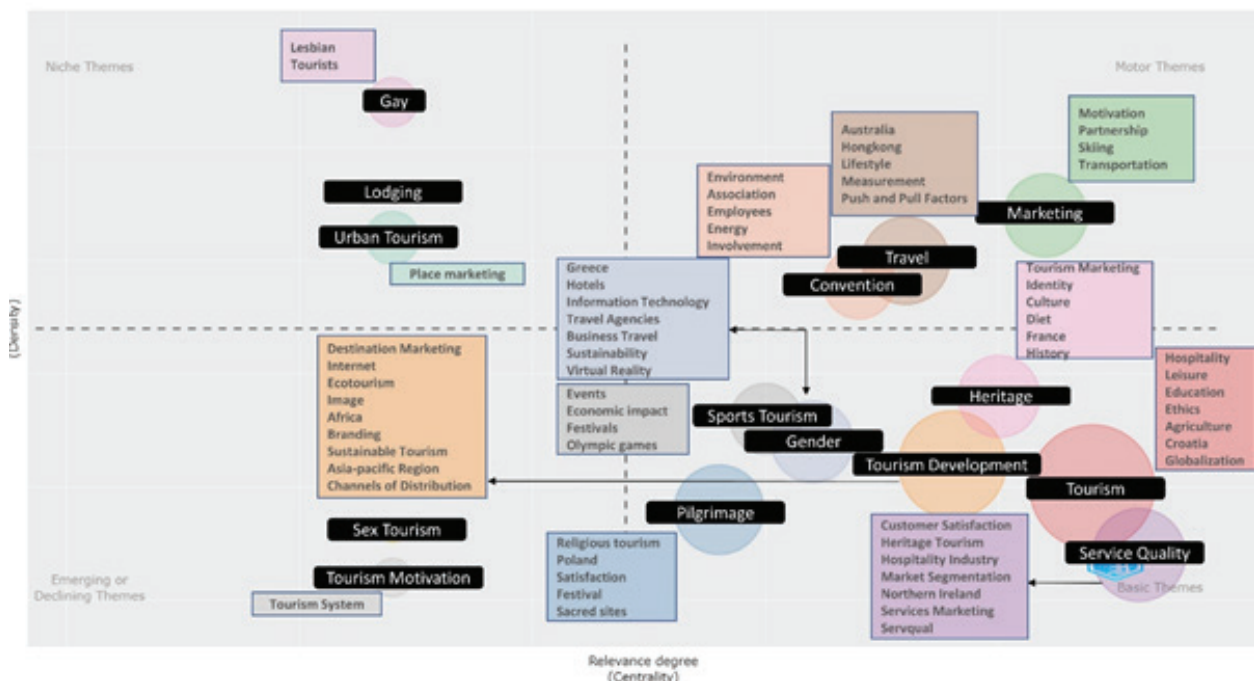 Niche Themes
Motor Themes
Lesbian
Tourists
Gay
Lodging
Urban Tourism
Place marketing
Environment
Association
Employees
Energy
Involvement
Australia
Hongkong
Lifestyle
Measurement
Push and Pull Factors
Motivation
Partnership
Skiing
Transportation
Marketing
Travel
Convention
Greece
Hotels
Information Technology
Travel Agencies
Business Travel
Sustainability
Virtual Reality
Tourism Marketing
Identity
Culture
Diet
France
History
(Density)
Destination Marketing
Internet
Ecotourism
Image
Africa
Branding
Sustainable Tourism
Asia-pacific Region
Channels of Distribution
Events
Economic impact
Festivals
Olympic games
Sports Tourism
Gender
Heritage
Hospitality
Leisure
Education
Ethics
Agriculture
Croatia
Globalization
Tourism Development
Tourism
Pilgrimage
Sex Tourism
Tourism Motivation
Tourism System
Religious tourism
Poland
Satisfaction
Festival
Sacred sites
Customer Satisfaction
Heritage Tourism
Hospitality Industry
Market Segmentation
Northern Ireland
Services Marketing
Servqual
Service Quality
Emerging or
Declining Themes
Basic Themes
Relevance degree
(Centrality)